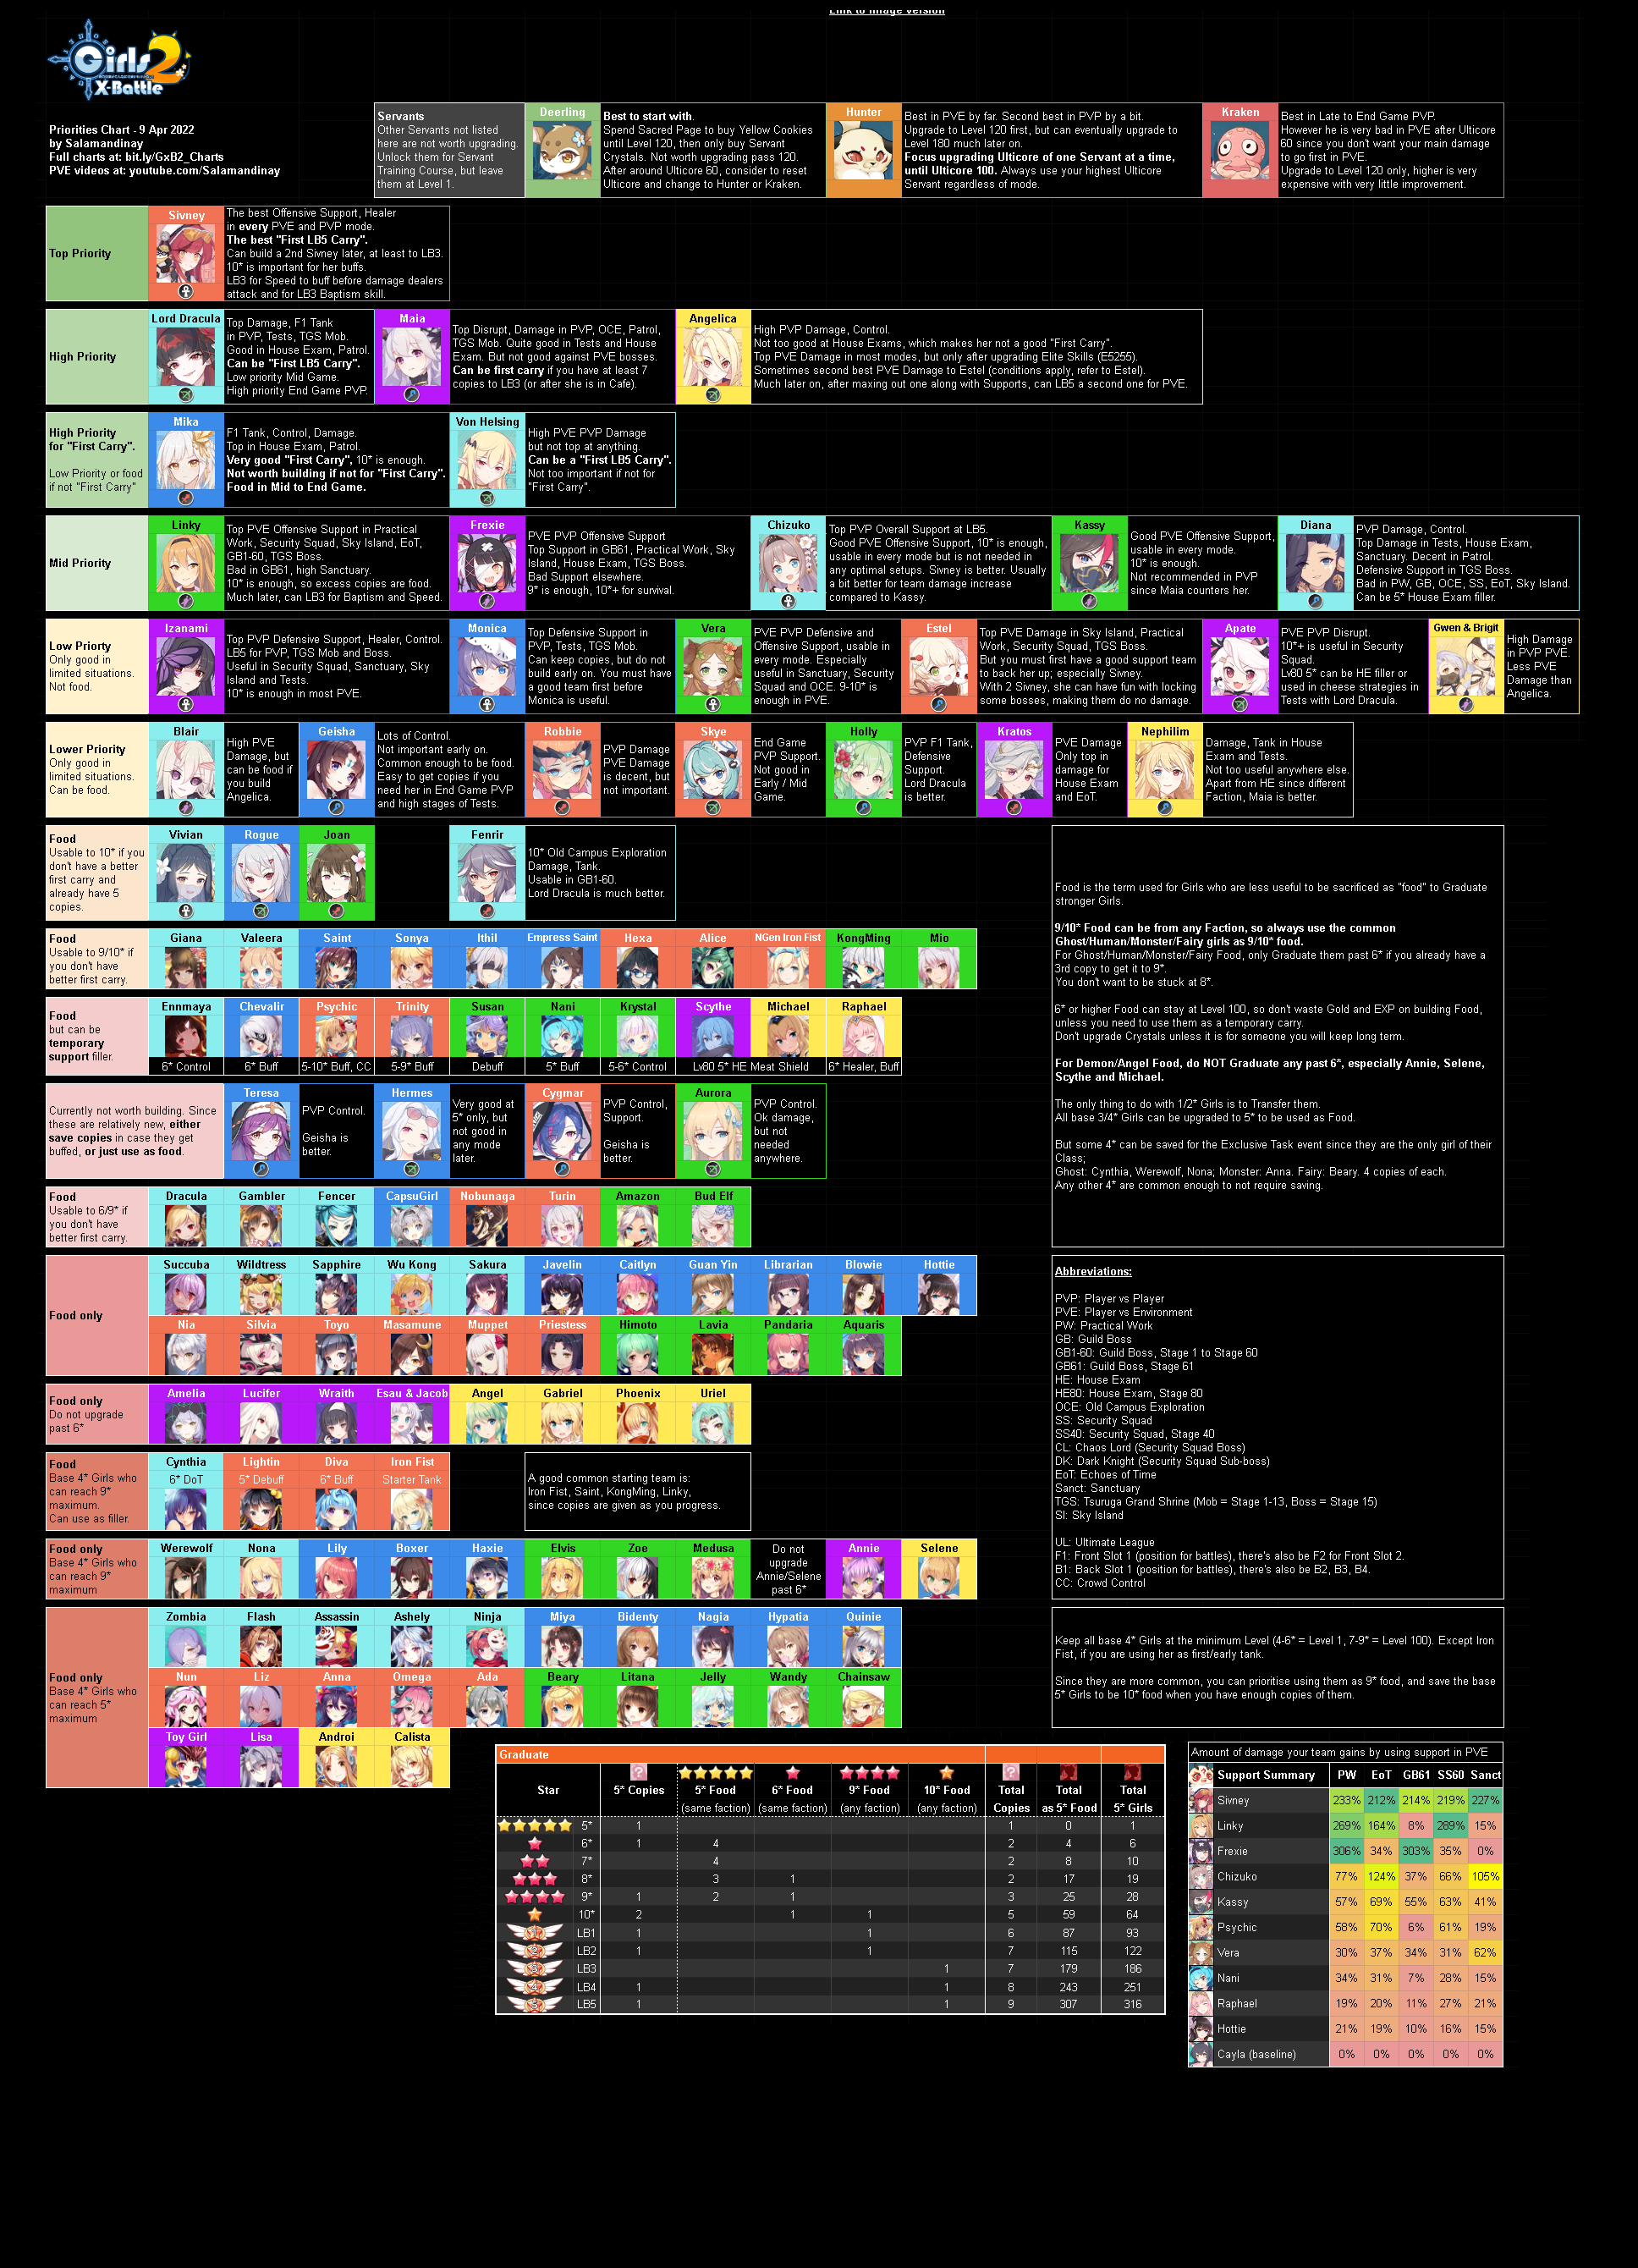 Link to image version
Girls 2
X-Battle
Priorities Chart - 9 Apr 2022
by Salamandinay
Full charts at: bit.ly/GxB2_Charts
PVE videos at: youtube.com/Salamandinay
Servants
Other Servants not listed
here are not worth upgrading.
Unlock them for Servant
Training Course, but leave
them at Level 1.
Deerling
Best to start with.
Spend Sacred Page to buy Yellow Cookies
until Level 120, then only buy Servant
Crystals. Not worth upgrading pass 120.
After around Ulticore 60, consider to reset
Ulticore and change to Hunter or Kraken.
Hunter
Best in PVE by far. Second best in PVP by a bit.
Upgrade to Level 120 first, but can eventually upgrade to
Level 180 much later on.
Focus upgrading Ulticore of one Servant at a time,
until Ulticore 100. Always use your highest Ulticore
Servant regardless of mode.
Kraken
Best in Late to End Game PVP.
However he is very bad in PVE after Ulticore
60 since you don't want your main damage
to go first in PVE.
Upgrade to Level 120 only, higher is very
expensive with very little improvement.
Top Priority
Sivney
The best Offensive Support, Healer
in every PVE and PVP mode.
The best "First LB5 Carry".
Can build a 2nd Sivney later, at least to LB3.
10* is important for her buffs.
LB3 for Speed to buff before damage dealers
attack and for LB3 Baptism skill.
High Priority
Lord Dracula
Top Damage, F1 Tank
in PVP, Tests, TGS Mob.
Good in House Exam, Patrol.
Can be "First LB5 Carry".
Low priority Mid Game.
High priority End Game PVP.
Maia
Top Disrupt, Damage in PVP, OCE, Patrol,
TGS Mob. Quite good in Tests and House
Exam. But not good against PVE bosses.
Can be first carry if you have at least 7
copies to LB3 (or after she is in Cafe).
Angelica
High PVP Damage, Control.
Not too good at House Exams, which makes her not a good "First Carry".
Top PVE Damage in most modes, but only after upgrading Elite Skills (E5255).
Sometimes second best PVE Damage to Estel (conditions apply, refer to Estel).
Much later on, after maxing out one along with Supports, can LB5 a second one for PVE.
High Priority
for "First Carry".
Low Priority or food
if not "First Carry"
Mika
F1 Tank, Control, Damage.
Top in House Exam, Patrol.
Very good "First Carry", 10* is enough.
Not worth building if not for "First Carry".
Food in Mid to End Game.
Von Helsing
High PVE PVP Damage
but not top at anything.
Can be a "First LB5 Carry".
Not too important if not for
"First Carry".
Mid Priority
Linky
Top PVE Offensive Support in Practical
Work, Security Squad, Sky Island, EoT,
GB1-60, TGS Boss.
Bad in GB61, high Sanctuary.
10* is enough, so excess copies are food.
Much later, can LB3 for Baptism and Speed.
Frexie
PVE PVP Offensive Support
Top Support in GB61, Practical Work, Sky
Island, House Exam, TGS Boss.
Bad Support elsewhere.
9* is enough, 10*+ for survival.
Chizuko
Top PVP Overall Support at LB5.
Good PVE Offensive Support, 10* is enough,
usable in every mode but is not needed in
any optimal setups. Sivney is better. Usually
a bit better for team damage increase
compared to Kassy.
Kassy
Good PVE Offensive Support,
usable in every mode.
10* is enough.
Not recommended in PVP
since Maia counters her.
Diana
PVP Damage, Control.
Top Damage in Tests, House Exam,
Sanctuary. Decent in Patrol.
Defensive Support in TGS Boss.
Bad in PW, GB, OCE, SS, EoT, Sky Island.
Can be 5* House Exam filler.
Low Priorty
Only good in
limited situations.
Not food.
Izanami
Top PVP Defensive Support, Healer, Control.
LB5 for PVP, TGS Mob and Boss.
Useful in Security Squad, Sanctuary, Sky
Island and Tests.
10* is enough in most PVE.
Monica
Top Defensive Support in
PVP, Tests, TGS Mob.
Can keep copies, but do not
build early on. You must have
a good team first before
Monica is useful.
Vera
PVE PVP Defensive and
Offensive Support, usable in
every mode. Especially
useful in Sanctuary, Security
Squad and OCE. 9-10* is
enough in PVE.
Estel
Top PVE Damage in Sky Island, Practical
Work, Security Squad, TGS Boss.
But you must first have a good support team
to back her up; especially Sivney.
With 2 Sivney, she can have fun with locking
some bosses, making them do no damage.
Apate
PVE PVP Disrupt.
10*+ is useful in Security
Squad.
Lv80 5* can be HE filler or
used in cheese strategies in
Tests with Lord Dracula.
Gwen & Brigit
High Damage
in PVP PVE.
Less PVE
Damage than
Angelica.
Lower Priority
Only good in
limited situations.
Can be food.
Blair
High PVE
Damage, but
can be food if
you build
Angelica.
Geisha
Lots of Control.
Not important early on.
Common enough to be food.
Easy to get copies if you
need her in End Game PVP
and high stages of Tests.
Robbie
PVP Damage
PVE Damage
is decent, but
not important.
Skye
End Game
PVP Support.
Not good in
Early / Mid
Game.
Holly
PVP F1 Tank,
Defensive
Support.
Lord Dracula
is better.
Kratos
PVE Damage
Only top in
damage for
House Exam
and EoT.
Nephilim
Damage, Tank in House
Exam and Tests.
Not too useful anywhere else.
Apart from HE since different
Faction, Maia is better.
Food
Usable to 10* if you
don't have a better
first carry and
already have 5
copies.
Vivian
Rogue
Joan
Fenrir
10* Old Campus Exploration
Damage, Tank.
Usable in GB1-60.
Lord Dracula is much better.
Food is the term used for Girls who are less useful to be sacrificed as "food" to Graduate
stronger Girls.
9/10* Food can be from any Faction, so always use the common
Ghost/Human/Monster/Fairy girls as 9/10* food.
For Ghost/Human/Monster/Fairy Food, only Graduate them past 6* if you already have a
3rd copy to get it to 9*.
You don't want to be stuck at 8*.
6* or higher Food can stay at Level 100, so don't waste Gold and EXP on building Food,
unless you need to use them as a temporary carry.
Don't upgrade Crystals unless it is for someone you will keep long term.
For Demon/Angel Food, do NOT Graduate any past 6*, especially Annie, Selene,
Scythe and Michael.
The only thing to do with 1/2* Girls is to Transfer them.
All base 3/4* Girls can be upgraded to 5* to be used as Food.
But some 4* can be saved for the Exclusive Task event since they are the only girl of their
Class;
Ghost: Cynthia, Werewolf, Nona; Monster: Anna. Fairy: Beary. 4 copies of each.
Any other 4* are common enough to not require saving.
Food
Usable to 9/10* if
you don't have
better first carry.
Giana
Valeera
Saint
Sonya
Ithil
Empress Saint
Hexa
Alice
NGen Iron Fist
KongMing
Mio
Food
but can be
temporary
support filler.
Ennmaya
Chevalir
Psychic
Trinity
Susan
Nani
Krystal
Scythe
Michael
Raphael
6* Control
6* Buff
5-10* Buff, CC
5-9* Buff
Debuff
5* Buff
5-6* Control
Lv80 5* HE Meat Shield
6* Healer, Buff
Currently not worth building. Since
these are relatively new, either
save copies in case they get
buffed, or just use as food.
Teresa
PVP Control.
Geisha is
better.
Hermes
Very good at
5* only, but
not good in
any mode
later.
Cygmar
PVP Control,
Support.
Geisha is
better.
Aurora
PVP Control.
Ok damage,
but not
needed
anywhere.
Food
Usable to 6/9* if
you don't have
better first carry.
Dracula
Gambler
Fencer
CapsuGirl
Nobunaga
Turin
Amazon
Bud Elf
Food only
Succuba
Wildtress
Sapphire
Wu Kong
Sakura
Javelin
Caitlyn
Guan Yin
Librarian
Blowie
Hottie
Nia
Silvia
Toyo
Masamune
Muppet
Priestess
Himoto
Lavia
Pandaria
Aquaris
Abbreviations:
PVP: Player vs Player
PVE: Player vs Environment
PW: Practical Work
GB: Guild Boss
GB1-60: Guild Boss, Stage 1 to Stage 60
GB61: Guild Boss, Stage 61
HE: House Exam
HE80: House Exam, Stage 80
OCE: Old Campus Exploration
SS: Security Squad
SS40: Security Squad, Stage 40
CL: Chaos Lord (Security Squad Boss)
DK: Dark Knight (Security Squad Sub-boss)
EoT: Echoes of Time
Sanct: Sanctuary
TGS: Tsuruga Grand Shrine (Mob = Stage 1-13, Boss = Stage 15)
SI: Sky Island
UL: Ultimate League
F1: Front Slot 1 (position for battles), there's also be F2 for Front Slot 2.
B1: Back Slot 1 (position for battles), there's also be B2, B3, B4.
CC: Crowd Control
Food only
Do not upgrade
past 6*
Amelia
Lucifer
Wraith
Esau & Jacob
Angel
Gabriel
Phoenix
Uriel
Food
Base 4* Girls who
can reach 9*
maximum.
Can use as filler.
Cynthia
Lightin
Diva
Iron Fist
6* DoT
5* Debuff
6* Buff
Starter Tank
A good common starting team is:
Iron Fist, Saint, KongMing, Linky,
since copies are given as you progress.
Food only
Base 4* Girls who
can reach 9*
maximum
Werewolf
Nona
Lily
Boxer
Haxie
Elvis
Zoe
Medusa
Do not
upgrade
Annie/Selene
past 6*
Annie
Selene
Food only
Base 4* Girls who
can reach 5*
maximum
Zombia
Flash
Assassin
Ashely
Ninja
Miya
Bidenty
Nagia
Hypatia
Quinie
Nun
Liz
Anna
Omega
Ada
Beary
Litana
Jelly
Wandy
Chainsaw
Toy Girl
Lisa
Androi
Calista
Keep all base 4* Girls at the minimum Level (4-6* = Level 1, 7-9* = Level 100). Except Iron
Fist, if you are using her as first/early tank.
Since they are more common, you can prioritise using them as 9* food, and save the base
5* Girls to be 10* food when you have enough copies of them.
Graduate
Star
5* Copies
5* Food
(same faction)
6* Food
(same faction)
9* Food
(any faction)
10* Food
(any faction)
Total
Copies
Total
as 5* Food
Total
5* Girls
5* 1 1 0 1
6* 1 4 2 4 6
7* 4 2 8 10
8* 3 1 2 17 19
9* 1 2 1 3 25 28
10* 2 1 1 5 59 64
1 LB1 1 1 6 87 93
2 LB2 1 1 7 115 122
3 LB3 1 7 179 186
4 LB4 1 1 8 243 251
5 LB5 1 1 9 307 316
Amount of damage your team gains by using support in PVE
Support Summary PW EoT GB61 SS60 Sanct
Sivney 233% 212% 214% 219% 227%
Linky 269% 164% 8% 289% 15%
Frexie 306% 34% 303% 35% 0%
Chizuko 77% 124% 37% 66% 105%
Kassy 57% 69% 55% 63% 41%
Psychic 58% 70% 6% 61% 19%
Vera 30% 37% 34% 31% 62%
Nani 34% 31% 7% 28% 15%
Raphael 19% 20% 11% 27% 21%
Hottie 21% 19% 10% 16% 15%
Cayla (baseline) 0% 0% 0% 0% 0%